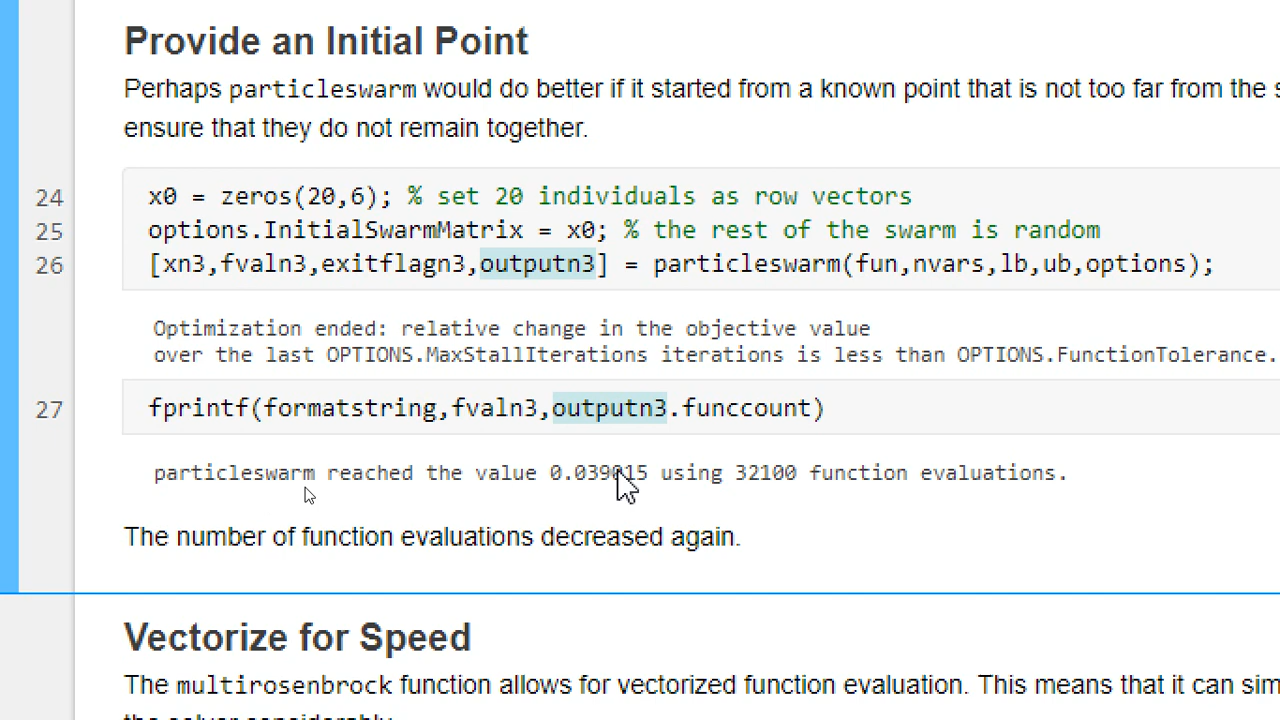 Provide an Initial Point
Perhaps particleswarm would do better if it started from a known point that is not too far from the
ensure that they do not remain together.
24 x0 = zeros(20,6); % set 20 individuals as row vectors
25 options.InitialSwarmMatrix = x0; % the rest of the swarm is random
26 [xn3,fvaln3,exitflagn3,outputn3] = particleswarm(fun,nvars,lb,ub,options);
Optimization ended: relative change in the objective value
over the last OPTIONS.MaxStallIterations iterations is less than OPTIONS.FunctionTolerance.
27 fprintf(formatstring,fvaln3,outputn3.funccount)
particleswarm reached the value using 32100 function evaluations.
The number of function evaluations decreased again.
Vectorize for Speed
The multirosenbrock function allows for vectorized function evaluation. This means that it can